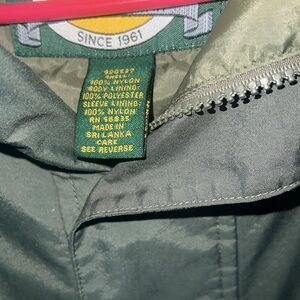 SINCE 1961
SHELL
100% NYLON
BODY LINING:
100% POLYESTER
SLEEVE LINING:
100% NYLON
RN 56835
MADE IN
SRI LANKA
CARE
SEE REVERSE